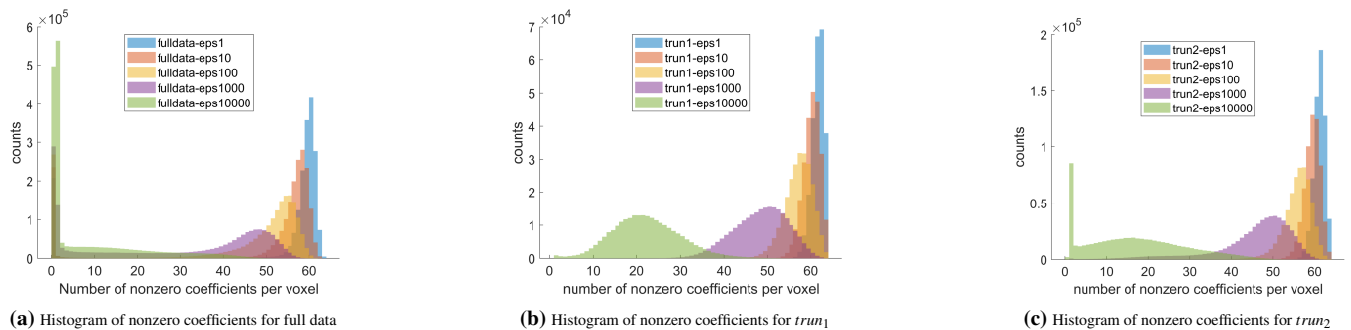 ×10^5
6
5
4
3
2
1
0
counts
fulldata-eps1
fulldata-eps10
fulldata-eps100
fulldata-eps1000
fulldata-eps10000
0 10 20 30 40 50 60
Number of nonzero coefficients per voxel
(a) Histogram of nonzero coefficients for full data
×10^4
7
6
5
4
3
2
1
0
counts
trun1-eps1
trun1-eps10
trun1-eps100
trun1-eps1000
trun1-eps10000
0 10 20 30 40 50 60
number of nonzero coefficients per voxel
(b) Histogram of nonzero coefficients for trun₁
×10^5
2
1.5
1
0.5
0
counts
trun2-eps1
trun2-eps10
trun2-eps100
trun2-eps1000
trun2-eps10000
0 10 20 30 40 50 60
number of nonzero coefficients per voxel
(c) Histogram of nonzero coefficients for trun₂